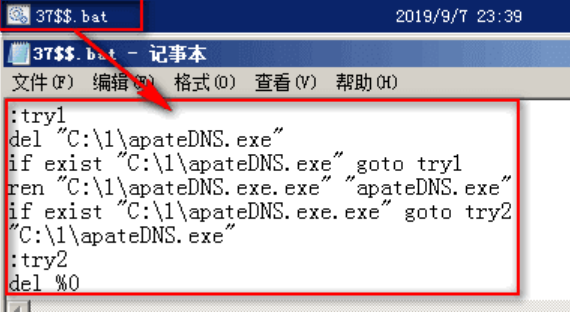 37$$.bat 2019/9/7 23:39
37$$.bat - 记事本
文件(F) 编辑(E) 格式(O) 查看(V) 帮助(H)
:try1
del "C:\1\apateDNS.exe"
if exist "C:\1\apateDNS.exe" goto try1
ren "C:\1\apateDNS.exe.exe" "apateDNS.exe"
if exist "C:\1\apateDNS.exe.exe" goto try2
"C:\1\apateDNS.exe"
:try2
del %0